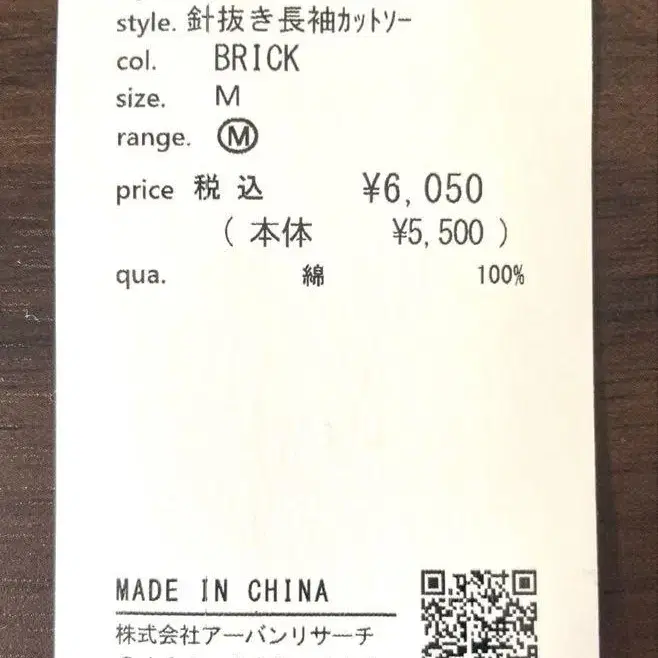 style. 針抜き長袖ｶｯﾄｿｰ
col. BRICK
size. M
range. Ⓜ
price 税 込 ¥6,050
( 本体 ¥5,500 )
qua. 綿 100%
MADE IN CHINA
株式会社アーバンリサーチ